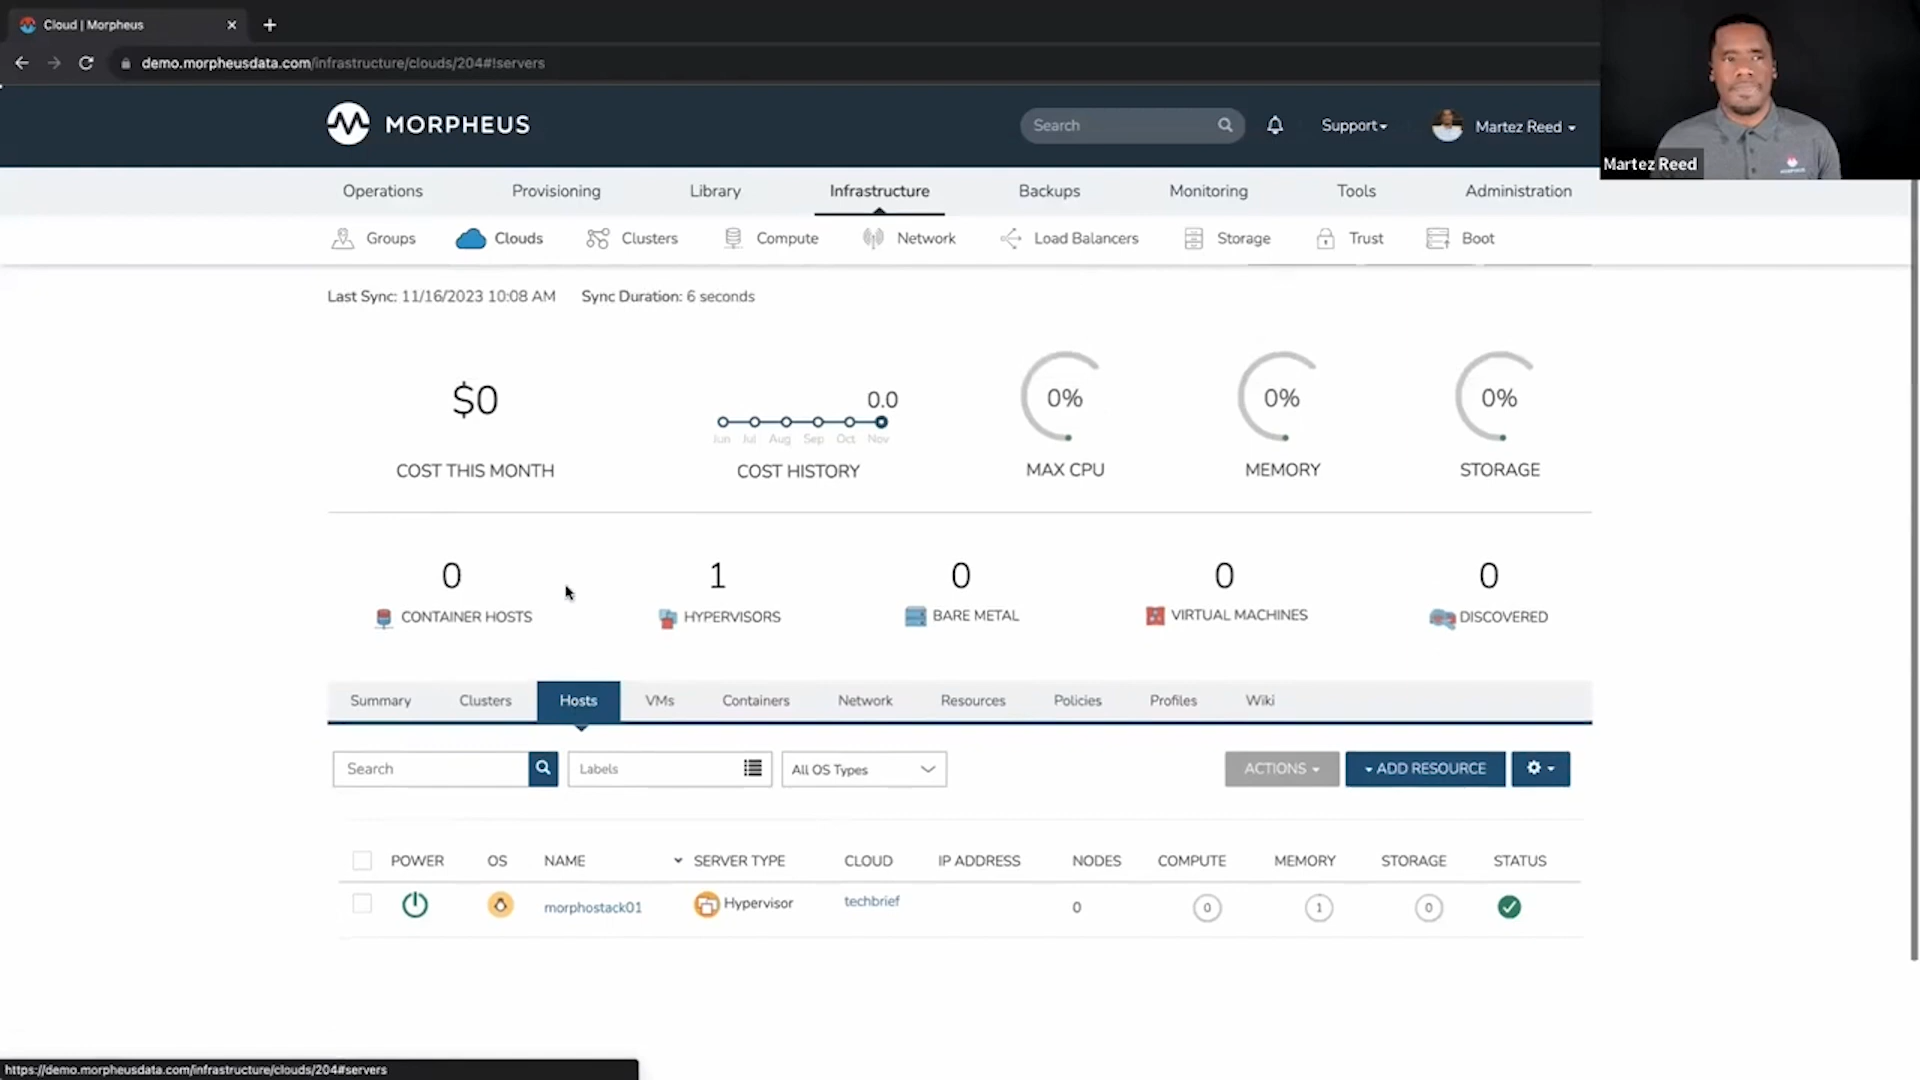 Cloud | Morpheus
demo.morpheusdata.com/infrastructure/clouds/204#!servers
MORPHEUS
Search
Support
Martez Reed
Martez Reed
Operations Provisioning Library Infrastructure Backups Monitoring Tools Administration
Groups Clouds Clusters Compute Network Load Balancers Storage Trust Boot
Last Sync: 11/16/2023 10:08 AM Sync Duration: 6 seconds
$0 0.0 0% 0% 0%
Jun Jul Aug Sep Oct Nov
COST THIS MONTH COST HISTORY MAX CPU MEMORY STORAGE
0 1 0 0 0
CONTAINER HOSTS HYPERVISORS BARE METAL VIRTUAL MACHINES DISCOVERED
Summary Clusters Hosts VMs Containers Network Resources Policies Profiles Wiki
Search Labels All OS Types ACTIONS ADD RESOURCE
POWER OS NAME SERVER TYPE CLOUD IP ADDRESS NODES COMPUTE MEMORY STORAGE STATUS
morphostack01 Hypervisor techbrief 0 0 1 0
https://demo.morpheusdata.com/infrastructure/clouds/204#servers